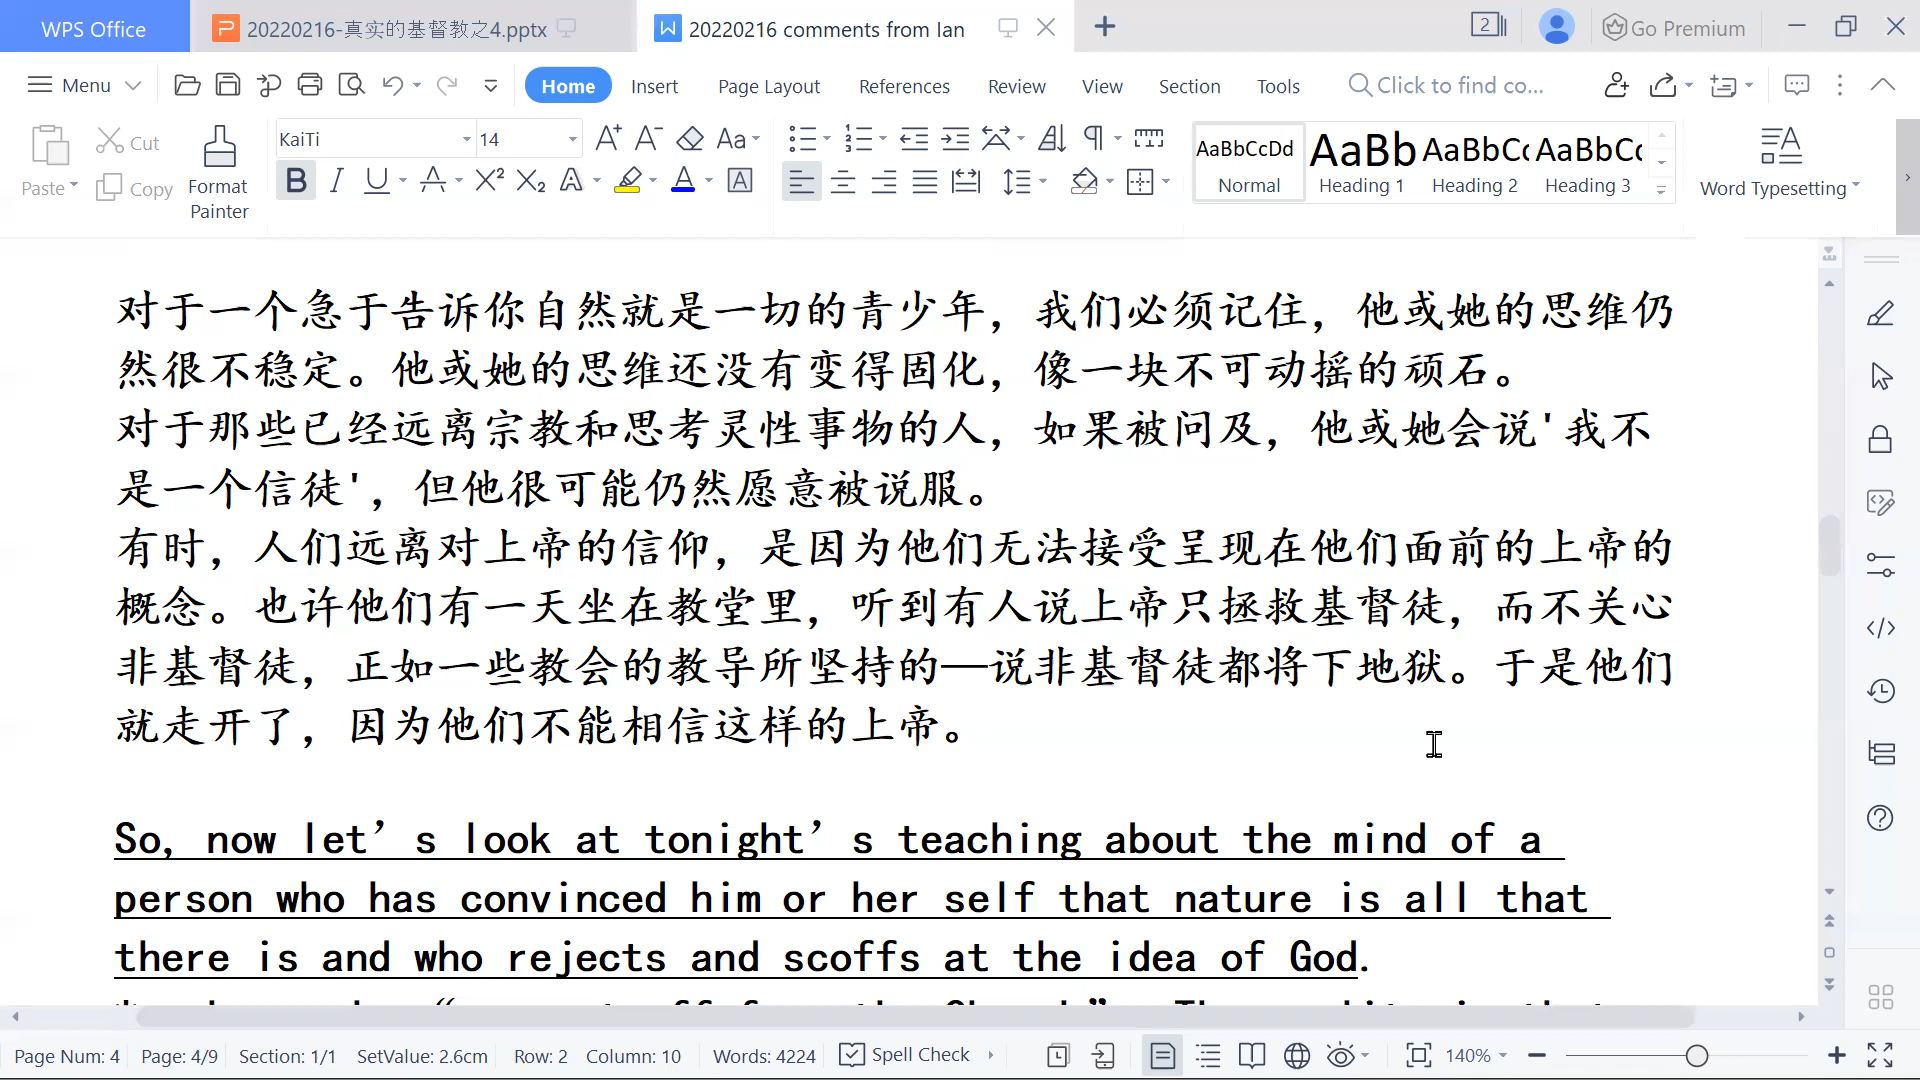 WPS Office
20220216-真实的基督教之4.pptx
20220216 comments from Ian
2
Go Premium
Menu
Home
Insert
Page Layout
References
Review
View
Section
Tools
Click to find co...
Paste
Cut
Copy
Format
Painter
KaiTi
14
AaBbCcDd
Normal
AaBb
Heading 1
AaBbCc
Heading 2
AaBbCc
Heading 3
Word Typesetting
对于一个急于告诉你自然就是一切的青少年，我们必须记住，他或她的思维仍
然很不稳定。他或她的思维还没有变得固化，像一块不可动摇的顽石。
对于那些已经远离宗教和思考灵性事物的人，如果被问及，他或她会说'我不
是一个信徒'，但他很可能仍然愿意被说服。
有时，人们远离对上帝的信仰，是因为他们无法接受呈现在他们面前的上帝的
概念。也许他们有一天坐在教堂里，听到有人说上帝只拯救基督徒，而不关心
非基督徒，正如一些教会的教导所坚持的—说非基督徒都将下地狱。于是他们
就走开了，因为他们不能相信这样的上帝。
So, now let’s look at tonight’s teaching about the mind of a
person who has convinced him or her self that nature is all that
there is and who rejects and scoffs at the idea of God.
Page Num: 4
Page: 4/9
Section: 1/1
SetValue: 2.6cm
Row: 2
Column: 10
Words: 4224
Spell Check
140%